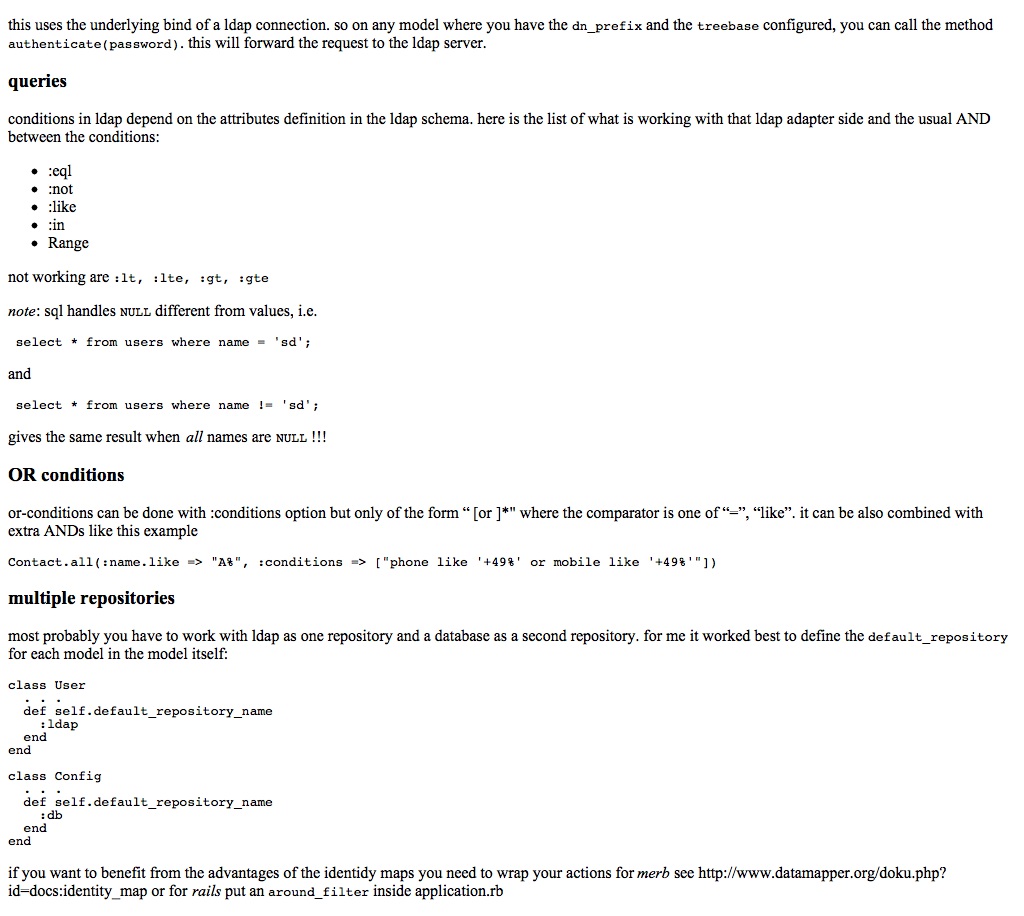 this uses the underlying bind of a ldap connection. so on any model where you have the dn_prefix and the treebase configured, you can call the method
authenticate(password). this will forward the request to the ldap server.
queries
conditions in ldap depend on the attributes definition in the ldap schema. here is the list of what is working with that ldap adapter side and the usual AND
between the conditions:
• :eql
• :not
• :like
• :in
• Range
not working are :lt, :lte, :gt, :gte
note: sql handles NULL different from values, i.e.
select * from users where name = 'sd';
and
select * from users where name != 'sd';
gives the same result when all names are NULL !!!
OR conditions
or-conditions can be done with :conditions option but only of the form “ [or ]*" where the comparator is one of “=”, “like”. it can be also combined with
extra ANDs like this example
Contact.all(:name.like => "A%", :conditions => ["phone like '+49%' or mobile like '+49%'"])
multiple repositories
most probably you have to work with ldap as one repository and a database as a second repository. for me it worked best to define the default_repository
for each model in the model itself:
class User
. . .
def self.default_repository_name
:ldap
end
end
class Config
. . .
def self.default_repository_name
:db
end
end
if you want to benefit from the advantages of the identidy maps you need to wrap your actions for merb see http://www.datamapper.org/doku.php?
id=docs:identity_map or for rails put an around_filter inside application.rb